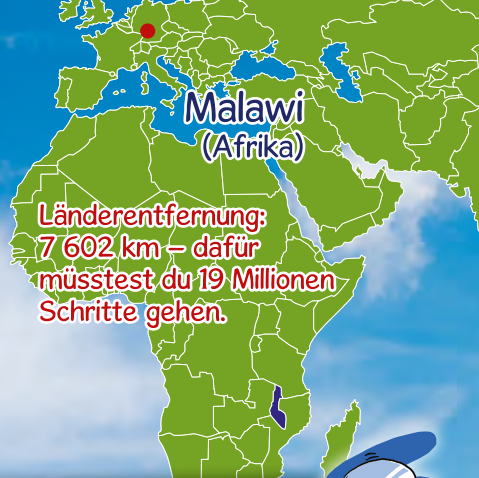 Malawi
(Afrika)
Länderentfernung:
7 602 km – dafür
müsstest du 19 Millionen
Schritte gehen.